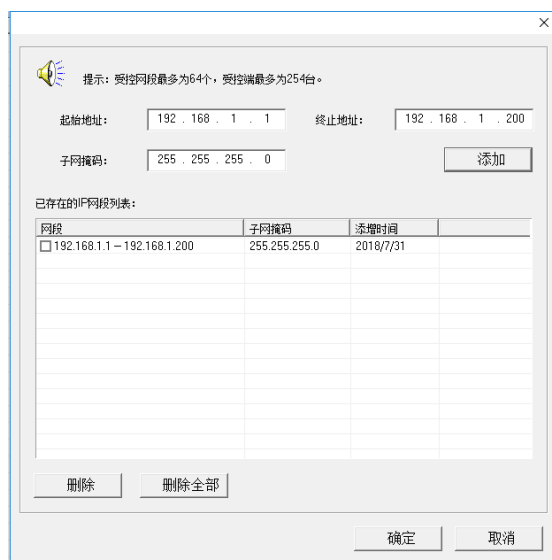 ×
提示：受控网段最多为64个，受控端最多为254台。
起始地址： 192 . 168 . 1 . 1 终止地址： 192 . 168 . 1 . 200
子网掩码： 255 . 255 . 255 . 0 添加
已存在的IP网段列表：
网段 子网掩码 添增时间
192.168.1.1－192.168.1.200 255.255.255.0 2018/7/31
删除 删除全部
确定 取消